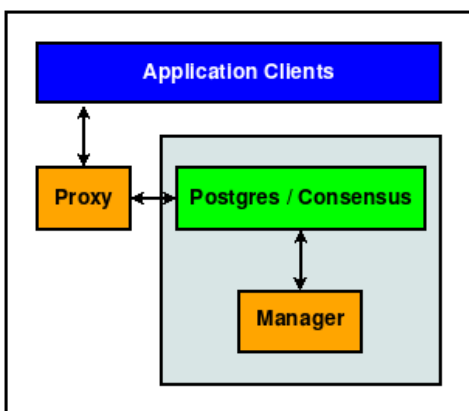 Application Clients
Proxy
Postgres / Consensus
Manager